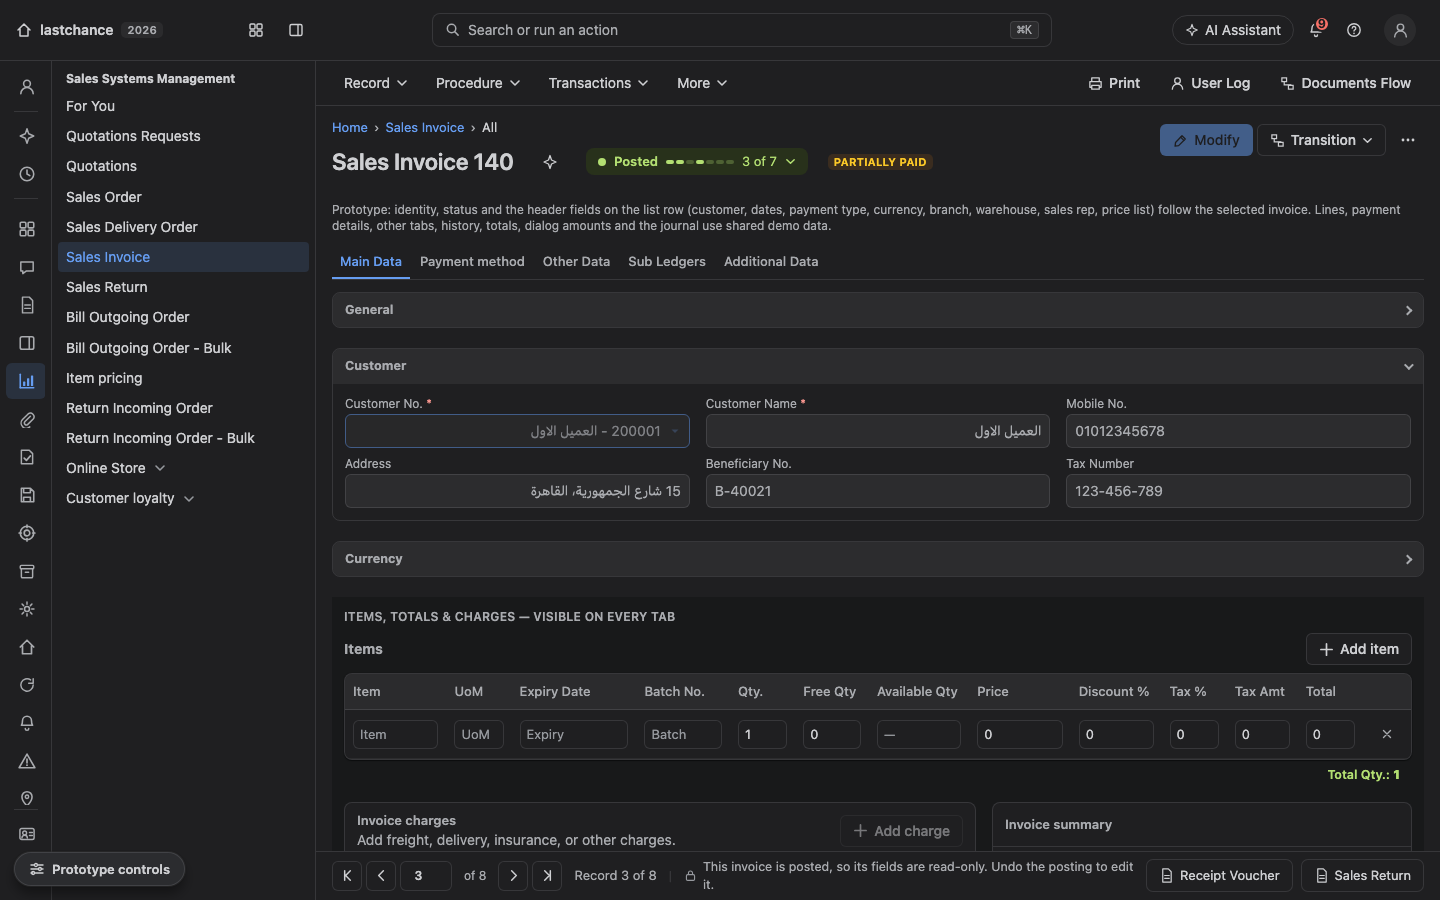 lastchance 2026
Search or run an action ⌘K
AI Assistant
9
Sales Systems Management
For You
Quotations Requests
Quotations
Sales Order
Sales Delivery Order
Sales Invoice
Sales Return
Bill Outgoing Order
Bill Outgoing Order - Bulk
Item pricing
Return Incoming Order
Return Incoming Order - Bulk
Online Store
Customer loyalty
Prototype controls
Record Procedure Transactions More
Print User Log Documents Flow
Home › Sales Invoice › All
Sales Invoice 140
Posted 3 of 7
PARTIALLY PAID
Modify Transition
Prototype: identity, status and the header fields on the list row (customer, dates, payment type, currency, branch, warehouse, sales rep, price list) follow the selected invoice. Lines, payment
details, other tabs, history, totals, dialog amounts and the journal use shared demo data.
Main Data Payment method Other Data Sub Ledgers Additional Data
General
Customer
Customer No. * Customer Name * Mobile No.
200001 - العميل الاول العميل الاول 01012345678
Address Beneficiary No. Tax Number
15 شارع الجمهورية، القاهرة B-40021 123-456-789
Currency
ITEMS, TOTALS & CHARGES — VISIBLE ON EVERY TAB
Items
Add item
Item UoM Expiry Date Batch No. Qty. Free Qty Available Qty Price Discount % Tax % Tax Amt Total
Item UoM Expiry Batch 1 0 — 0 0 0 0 0
Total Qty.: 1
Invoice charges
Add freight, delivery, insurance, or other charges.
Add charge
Invoice summary
3 of 8 Record 3 of 8
This invoice is posted, so its fields are read-only. Undo the posting to edit
it.
Receipt Voucher Sales Return